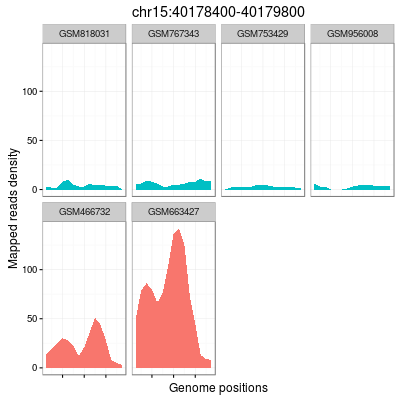 chr15:40178400-40179800
GSM818031 GSM767343 GSM753429 GSM956008
100
50
0
GSM466732 GSM663427
100
50
0
Mapped reads density
Genome positions